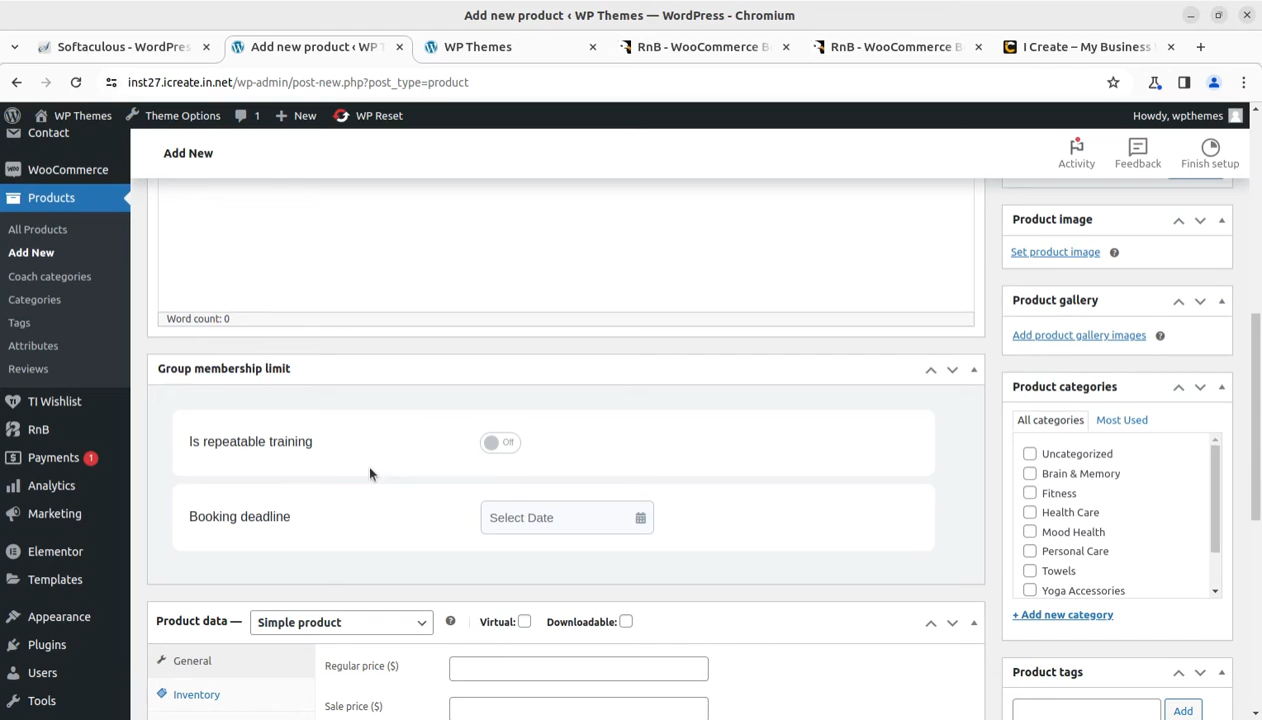 Add new product ‹ WP Themes — WordPress - Chromium
Softaculous - WordPres
Add new product ‹ WP T
WP Themes
RnB - WooCommerce B
RnB - WooCommerce B
I Create – My Business
inst27.icreate.in.net/wp-admin/post-new.php?post_type=product
WP Themes
Theme Options
1
New
WP Reset
Howdy, wpthemes
Contact
WooCommerce
Products
All Products
Add New
Coach categories
Categories
Tags
Attributes
Reviews
TI Wishlist
RnB
Payments 1
Analytics
Marketing
Elementor
Templates
Appearance
Plugins
Users
Tools
Add New
Activity
Feedback
Finish setup
Word count: 0
Group membership limit
Is repeatable training
Off
Booking deadline
Select Date
Product data —
Simple product
Virtual:
Downloadable:
General
Inventory
Regular price ($)
Sale price ($)
Product image
Set product image
Product gallery
Add product gallery images
Product categories
All categories
Most Used
Uncategorized
Brain & Memory
Fitness
Health Care
Mood Health
Personal Care
Towels
Yoga Accessories
+ Add new category
Product tags
Add